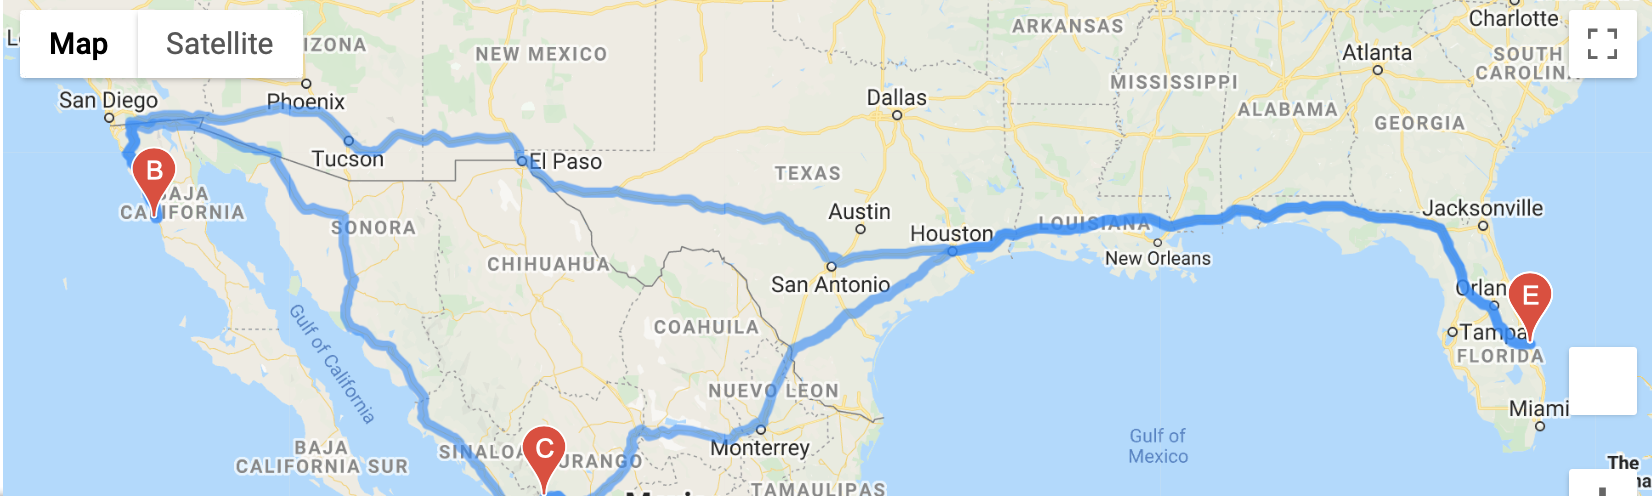 Map
Satellite
IZONA
NEW MEXICO
ARKANSAS
Charlotte
SOUTH
CAROLINA
Atlanta
San Diego
Phoenix
Dallas
MISSISSIPPI
ALABAMA
GEORGIA
Tucson
El Paso
TEXAS
B
BAJA
CALIFORNIA
SONORA
Austin
Houston
LOUISIANA
Jacksonville
New Orleans
CHIHUAHUA
San Antonio
Orlan
E
Gulf of California
COAHUILA
Tampa
FLORIDA
NUEVO LEON
Miami
Monterrey
Gulf of
Mexico
BAJA
CALIFORNIA SUR
SINALOA
C
DURANGO
TAMAULIPAS
The